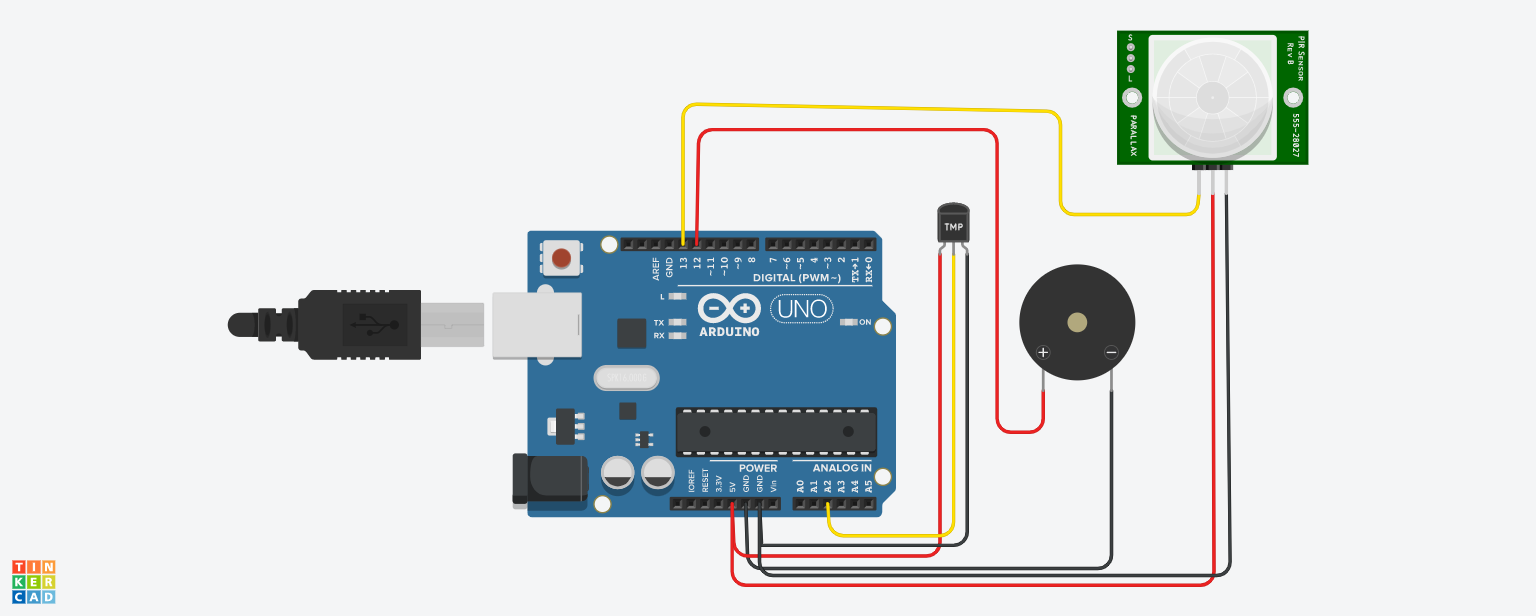 S
L
PARALLAX
PIR SENSOR
REV B
555-28027
TMP
AREF
GND
13
12
~11
~10
~9
8
7
~6
~5
4
~3
2
TX→1
RX←0
DIGITAL (PWM~)
L
TX
RX
ARDUINO
UNO
ON
+
−
POWER
ANALOG IN
IOREF
RESET
3.3V
5V
GND
GND
Vin
A0
A1
A2
A3
A4
A5
TIN
KER
CAD